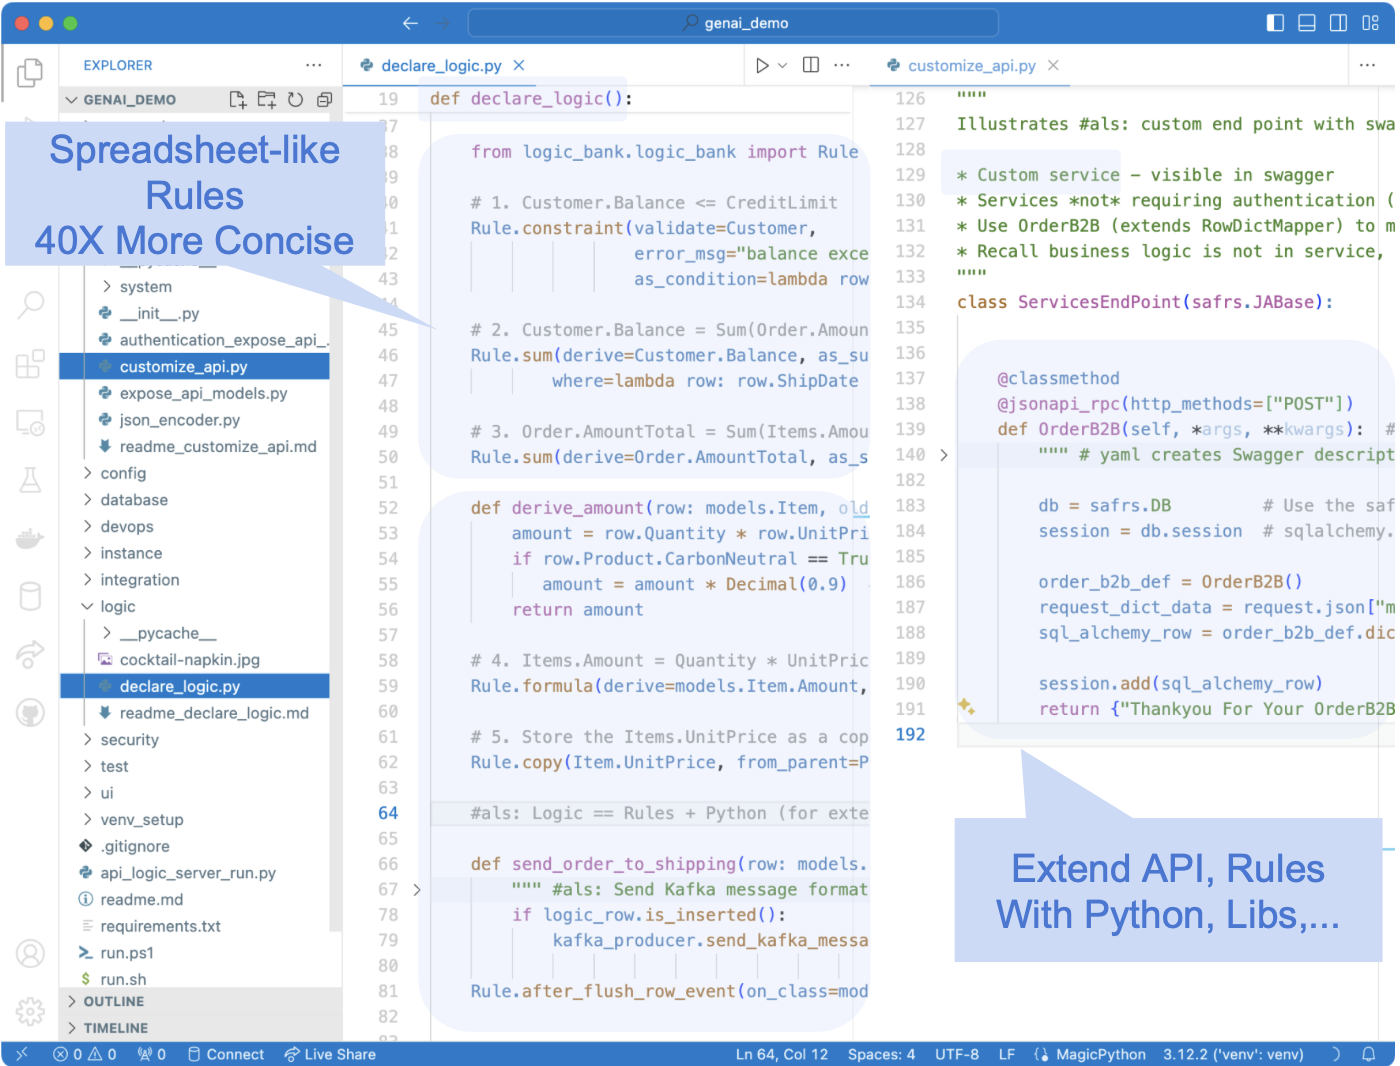 genai_demo
EXPLORER
GENAI_DEMO
Spreadsheet-like
Rules
40X More Concise
system
__init__.py
authentication_expose_api_.
customize_api.py
expose_api_models.py
json_encoder.py
readme_customize_api.md
config
database
devops
instance
integration
logic
__pycache__
cocktail-napkin.jpg
declare_logic.py
readme_declare_logic.md
security
test
ui
venv_setup
.gitignore
api_logic_server_run.py
readme.md
requirements.txt
run.ps1
run.sh
OUTLINE
TIMELINE
declare_logic.py
19 def declare_logic():
37
from logic_bank.logic_bank import Rule
# 1. Customer.Balance <= CreditLimit
Rule.constraint(validate=Customer,
error_msg="balance exce
43 as_condition=lambda row
45 # 2. Customer.Balance = Sum(Order.Amoun
46 Rule.sum(derive=Customer.Balance, as_su
47 where=lambda row: row.ShipDate
48
49 # 3. Order.AmountTotal = Sum(Items.Amou
50 Rule.sum(derive=Order.AmountTotal, as_s
51
52 def derive_amount(row: models.Item, old
53 amount = row.Quantity * row.UnitPri
54 if row.Product.CarbonNeutral == Tru
55 amount = amount * Decimal(0.9)
56 return amount
57
58 # 4. Items.Amount = Quantity * UnitPric
59 Rule.formula(derive=models.Item.Amount,
60
61 # 5. Store the Items.UnitPrice as a cop
62 Rule.copy(Item.UnitPrice, from_parent=P
63
64 #als: Logic == Rules + Python (for exte
65
66 def send_order_to_shipping(row: models.
67 """ #als: Send Kafka message format
78 if logic_row.is_inserted():
79 kafka_producer.send_kafka_messa
80
81 Rule.after_flush_row_event(on_class=mod
82
customize_api.py
126 """
127 Illustrates #als: custom end point with swa
128
129 * Custom service – visible in swagger
130 * Services *not* requiring authentication (
131 * Use OrderB2B (extends RowDictMapper) to m
132 * Recall business logic is not in service,
133 """
134 class ServicesEndPoint(safrs.JABase):
135
136
137 @classmethod
138 @jsonapi_rpc(http_methods=["POST"])
139 def OrderB2B(self, *args, **kwargs): #
140 """ # yaml creates Swagger descript
182
183 db = safrs.DB # Use the saf
184 session = db.session # sqlalchemy.
185
186 order_b2b_def = OrderB2B()
187 request_dict_data = request.json["m
188 sql_alchemy_row = order_b2b_def.dic
189
190 session.add(sql_alchemy_row)
191 return {"Thankyou For Your OrderB2B
192
Extend API, Rules
With Python, Libs,...
0 0 0 Connect Live Share Ln 64, Col 12 Spaces: 4 UTF-8 LF MagicPython 3.12.2 ('venv': venv)